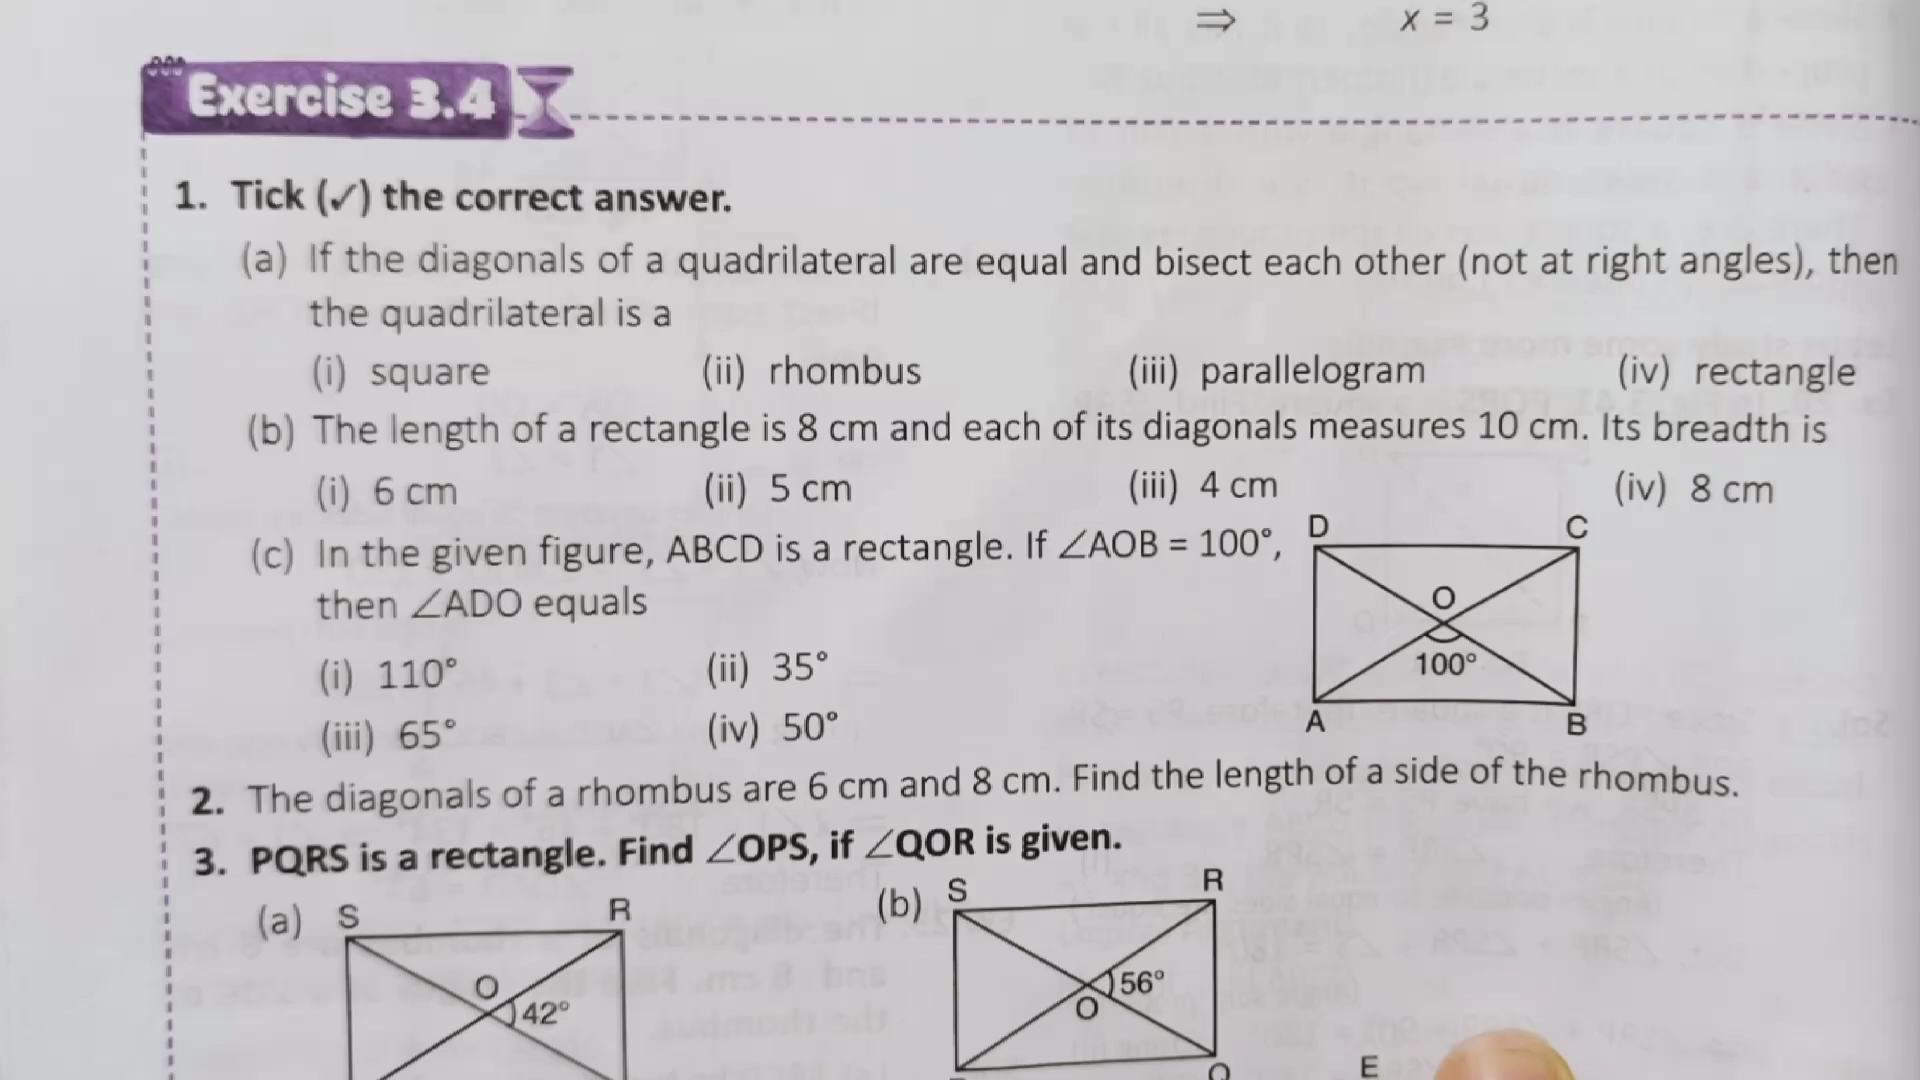 ⇒ x = 3
Exercise 3.4
1. Tick (✓) the correct answer.
(a) If the diagonals of a quadrilateral are equal and bisect each other (not at right angles), then
the quadrilateral is a
(i) square (ii) rhombus (iii) parallelogram (iv) rectangle
(b) The length of a rectangle is 8 cm and each of its diagonals measures 10 cm. Its breadth is
(i) 6 cm (ii) 5 cm (iii) 4 cm (iv) 8 cm
(c) In the given figure, ABCD is a rectangle. If ∠AOB = 100°,
then ∠ADO equals
(i) 110° (ii) 35°
(iii) 65° (iv) 50°
D C
O
100°
A B
2. The diagonals of a rhombus are 6 cm and 8 cm. Find the length of a side of the rhombus.
3. PQRS is a rectangle. Find ∠OPS, if ∠QOR is given.
(a) S R
O
42°
(b) S R
56°
O
Q
E